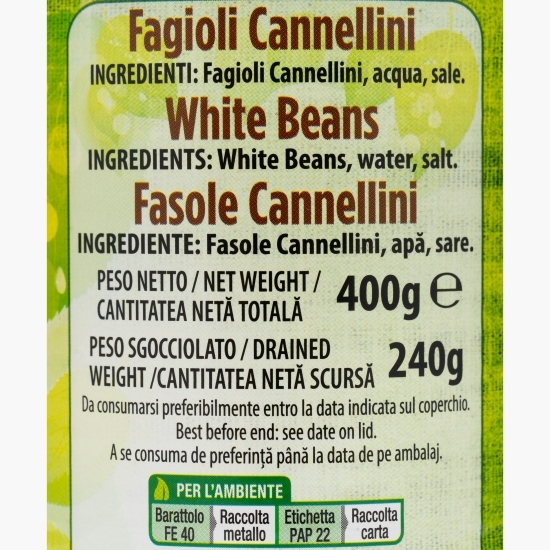 Fagioli Cannellini
INGREDIENTI: Fagioli Cannellini, acqua, sale.
White Beans
INGREDIENTS: White Beans, water, salt.
Fasole Cannellini
INGREDIENTE: Fasole Cannellini, apă, sare.
PESO NETTO / NET WEIGHT /
CANTITATEA NETĂ TOTALĂ 400g ℮
PESO SGOCCIOLATO / DRAINED
WEIGHT /CANTITATEA NETĂ SCURSĂ 240g
Da consumarsi preferibilmente entro la data indicata sul coperchio.
Best before end: see date on lid.
A se consuma de preferință până la data de pe ambalaj.
PER L'AMBIENTE
Barattolo FE 40 Raccolta metallo Etichetta PAP 22 Raccolta carta